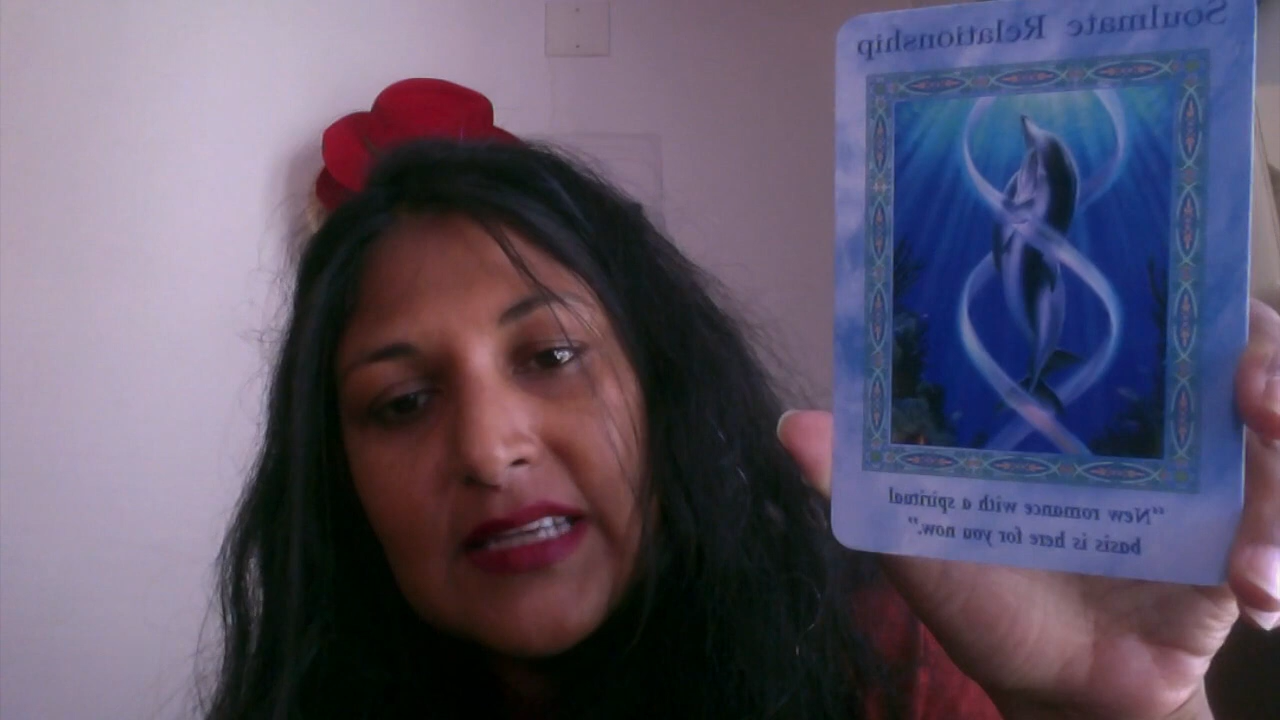 Soulmate Relationship
“New romance with a spiritual
basis is here for you now.”